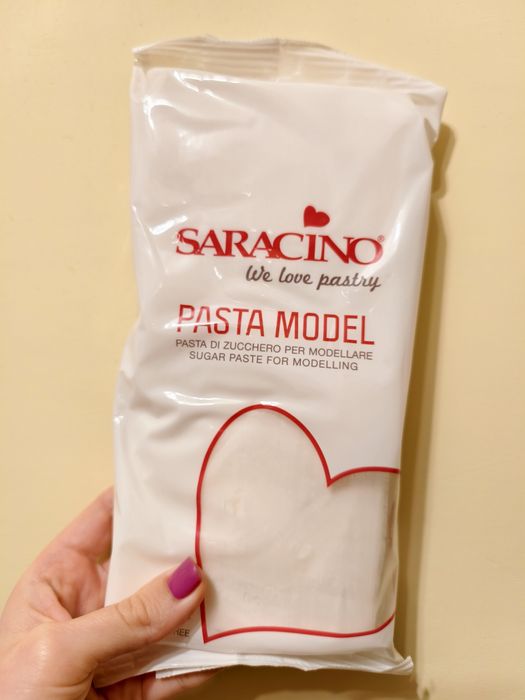 SARACINO®
We love pastry
PASTA MODEL
PASTA DI ZUCCHERO PER MODELLARE
SUGAR PASTE FOR MODELLING